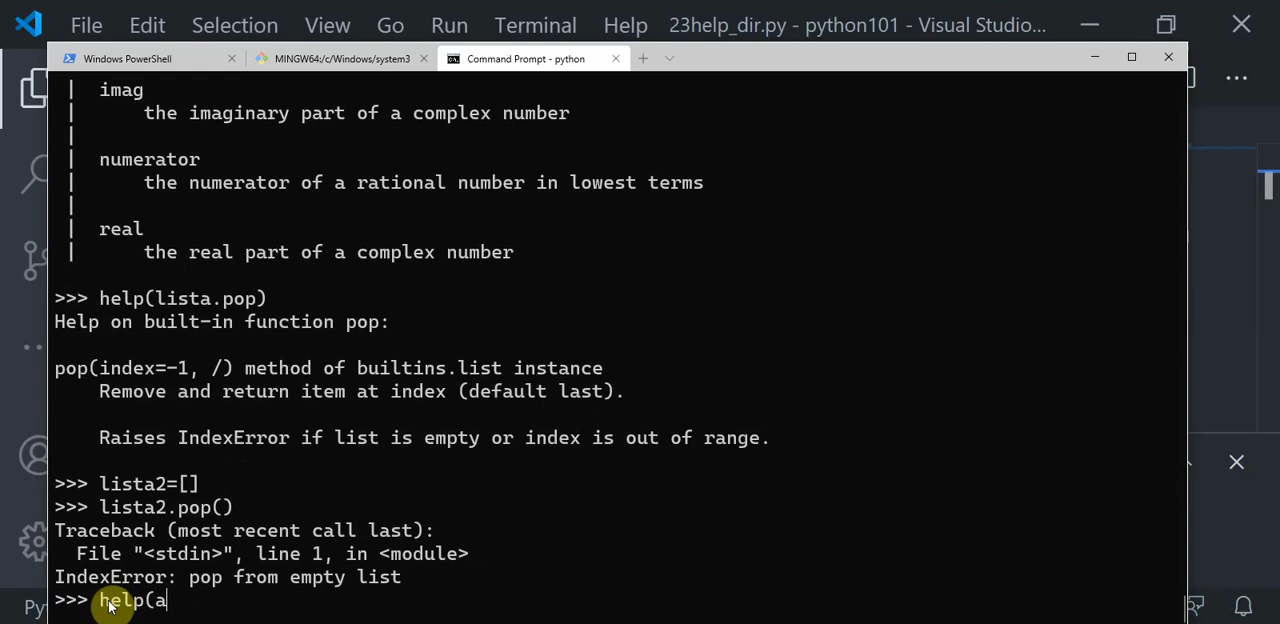 File Edit Selection View Go Run Terminal Help 23help_dir.py - python101 - Visual Studio...
Windows PowerShell MINGW64:/c/Windows/system3 Command Prompt - python
| imag
| the imaginary part of a complex number
|
| numerator
| the numerator of a rational number in lowest terms
|
| real
| the real part of a complex number
>>> help(lista.pop)
Help on built-in function pop:
pop(index=-1, /) method of builtins.list instance
Remove and return item at index (default last).
Raises IndexError if list is empty or index is out of range.
>>> lista2=[]
>>> lista2.pop()
Traceback (most recent call last):
File "<stdin>", line 1, in <module>
IndexError: pop from empty list
>>> help(a
Py